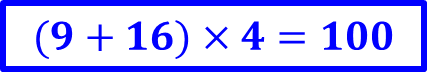 (9 + 16) × 4 = 100